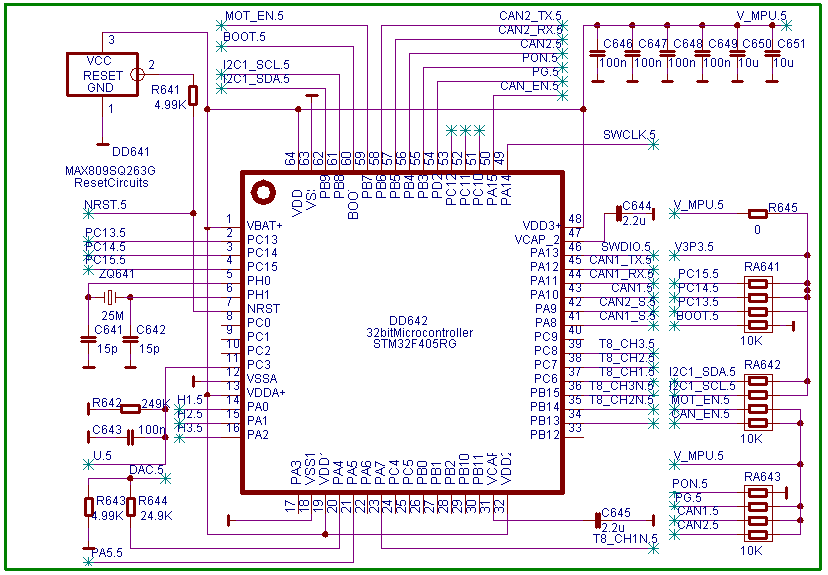 MOT_EN.5
BOOT.5
I2C1_SCL.5
I2C1_SDA.5
CAN2_TX.5
CAN2_RX.5
CAN2.5
PON.5
PG.5
CAN_EN.5
V_MPU.5
C646 C647 C648 C649 C650 C651
100n 100n 100n 100n 10u 10u
3
VCC
RESET
GND
2
1
R641
4.99K
DD641
MAX809SQ263G
ResetCircuits
SWCLK.5
64 63 62 61 60 59 58 57 56 55 54 53 52 51 50 49
VDD VS PB9 PB8 BOO PB7 PB6 PB5 PB4 PB3 PD2 PC12 PC11 PC10 PA15 PA14
NRST.5
PC13.5
PC14.5
PC15.5
ZQ641
25M
C641 C642
15p 15p
1 VBAT+
2 PC13
3 PC14
4 PC15
5 PH0
6 PH1
7 NRST
8 PC0
9 PC1
10 PC2
11 PC3
12 VSSA
13 VDDA+
14 PA0
15 PA1
16 PA2
DD642
32bitMicrocontroller
STM32F405RG
VDD3+ 48
VCAP_2 47
PA13 46
PA12 45
PA11 44
PA10 43
PA9 42
PA8 41
PC9 40
PC8 39
PC7 38
PC6 37
PB15 36
PB14 35
PB13 34
PB12 33
C644
2.2u
SWDIO.5
CAN1_TX.5
CAN1_RX.5
CAN1.5
CAN2_S.5
CAN1_S.5
T8_CH3.5
T8_CH2.5
T8_CH1.5
T8_CH3N.5
T8_CH2N.5
V_MPU.5
R645
0
V3P3.5
RA641
PC15.5
PC14.5
PC13.5
BOOT.5
10K
RA642
I2C1_SDA.5
I2C1_SCL.5
MOT_EN.5
CAN_EN.5
10K
V_MPU.5
RA643
PON.5
PG.5
CAN1.5
CAN2.5
10K
R642 249K
C643 100n
H1.5
H2.5
H3.5
U.5
DAC.5
R643 R644
4.99K 24.9K
PA5.5
PA3 VSS1 VDD1 PA4 PA5 PA6 PA7 PC4 PC5 PB0 PB1 PB2 PB10 PB11 VCAP VDD2
17 18 19 20 21 22 23 24 25 26 27 28 29 30 31 32
C645
2.2u
T8_CH1N.5